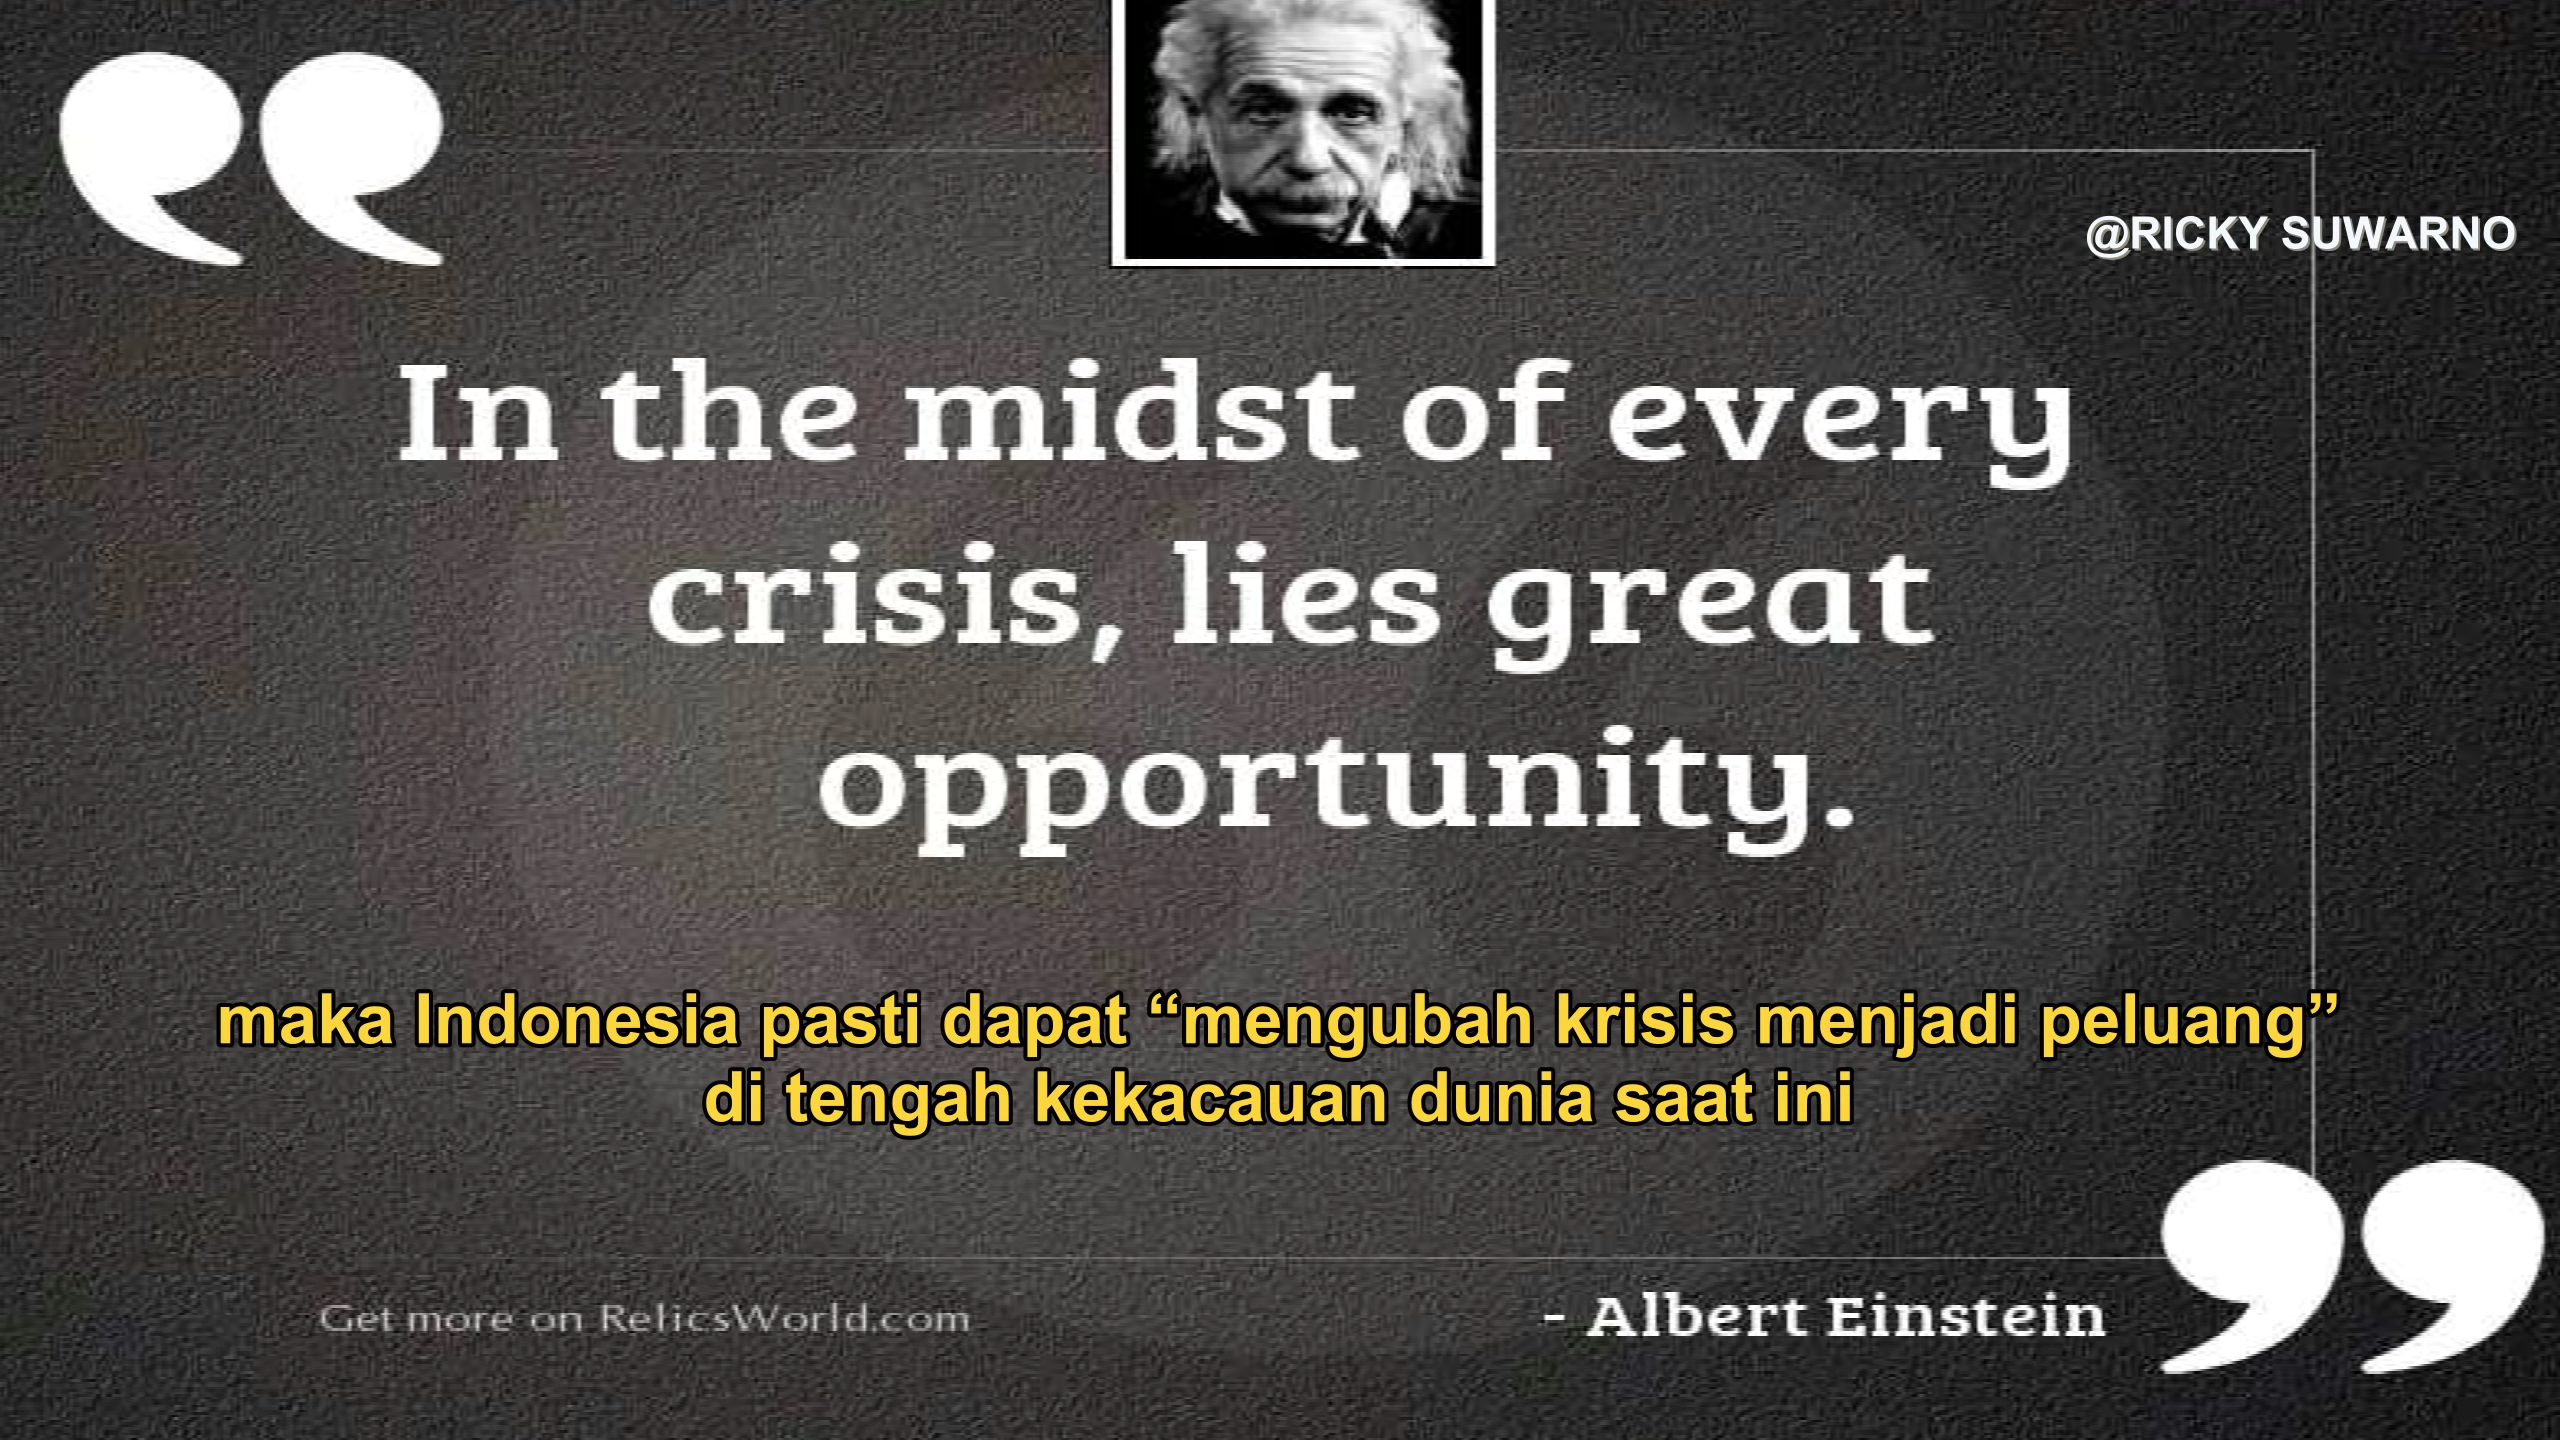 @RICKY SUWARNO
In the midst of every
crisis, lies great
opportunity.
maka Indonesia pasti dapat “mengubah krisis menjadi peluang”
di tengah kekacauan dunia saat ini
Get more on RelicsWorld.com
- Albert Einstein